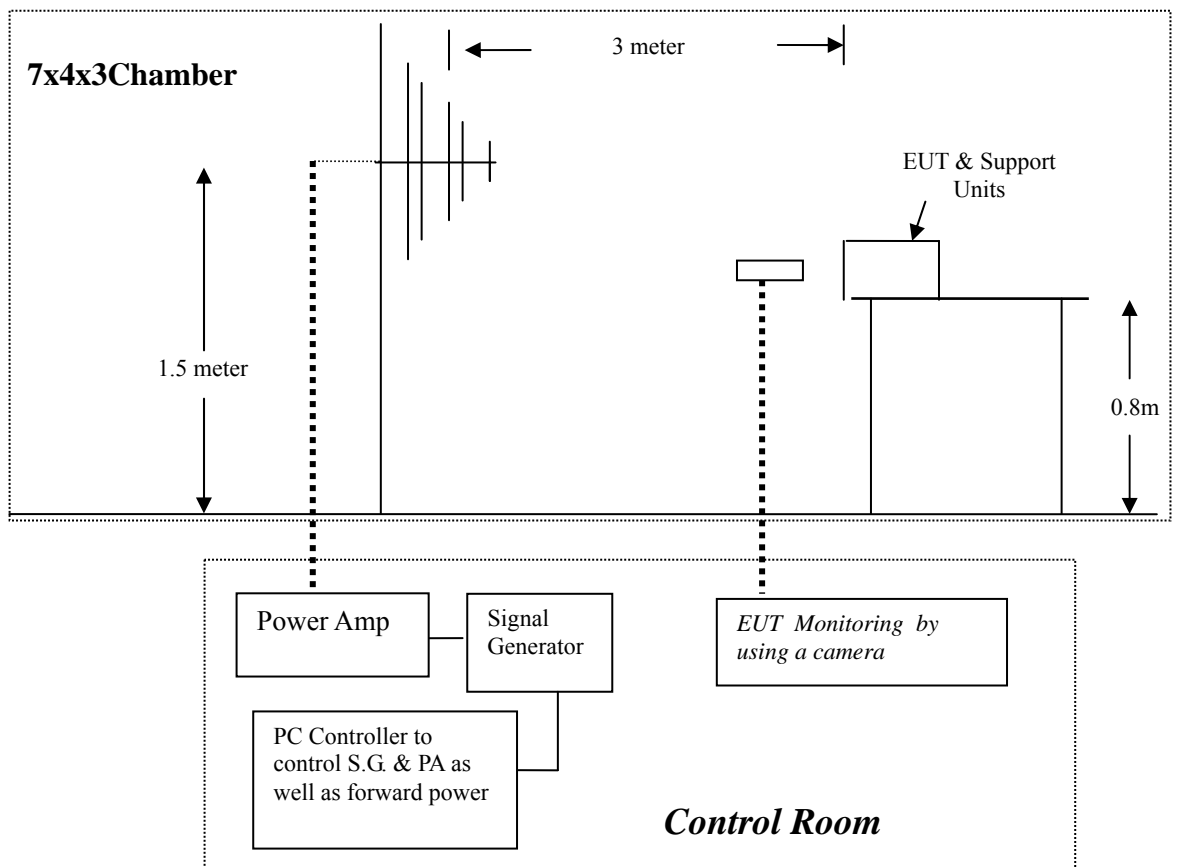 3 meter
7x4x3Chamber
EUT & Support
Units
1.5 meter
0.8m
Power Amp
Signal
Generator
EUT Monitoring by
using a camera
PC Controller to
control S.G. & PA as
well as forward power
Control Room